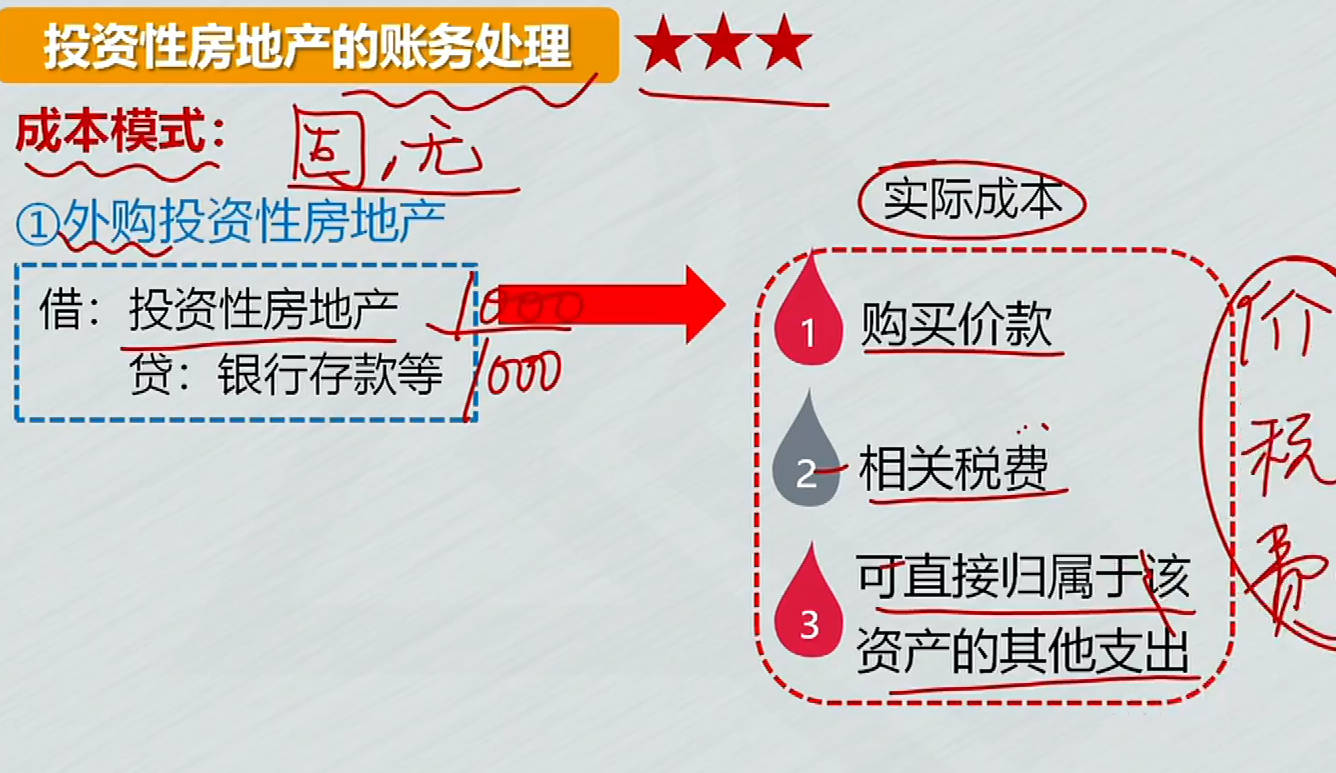 投资性房地产的账务处理
成本模式：
固,无
①外购投资性房地产
借：投资性房地产 1000
贷：银行存款等 1000
实际成本
1 购买价款
2 相关税费
3 可直接归属于该
资产的其他支出
价
税
费